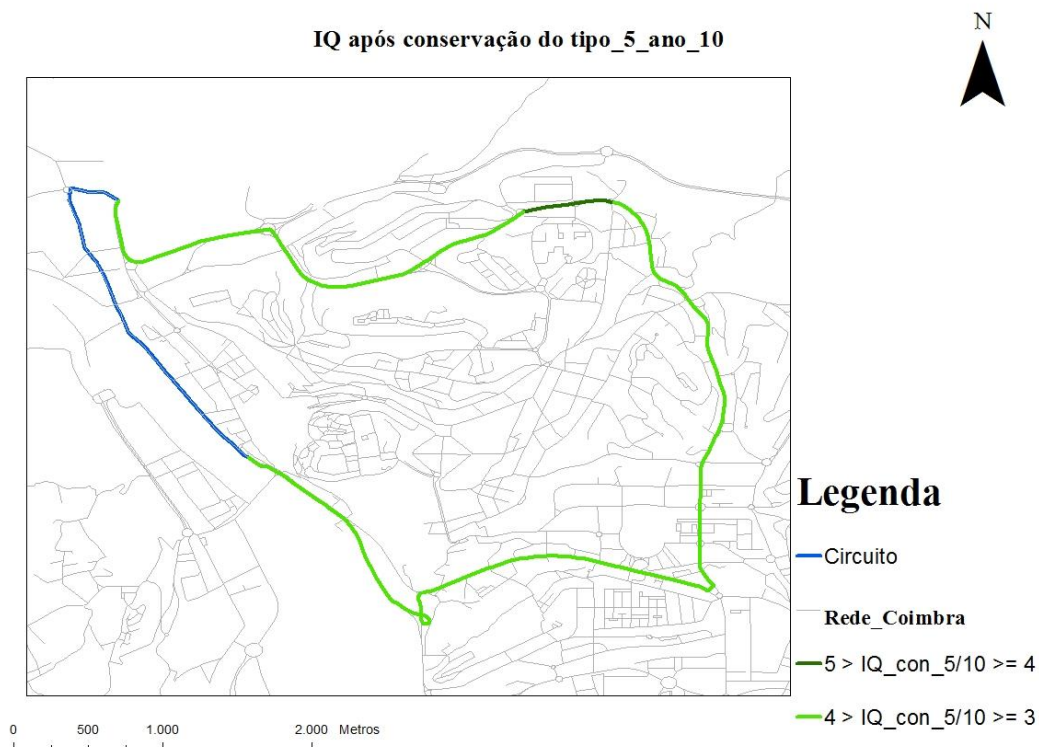 IQ após conservação do tipo_5_ano_10
N
Legenda
Circuito
Rede_Coimbra
5 > IQ_con_5/10 >= 4
4 > IQ_con_5/10 >= 3
0 500 1.000 2.000 Metros